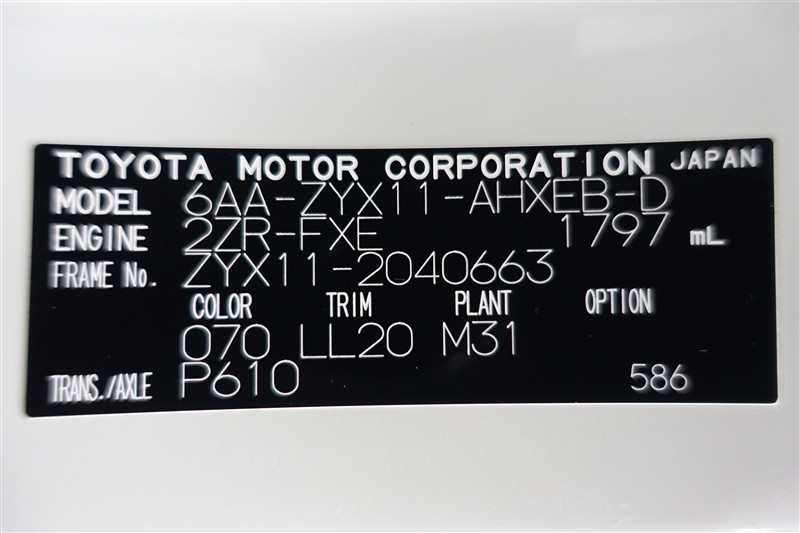 TOYOTA MOTOR CORPORATION JAPAN
MODEL 6AA-ZYX11-AHXEB-D
ENGINE 2ZR-FXE 1797 mL
FRAME No. ZYX11-2040663
COLOR TRIM PLANT OPTION
070 LL20 M31
TRANS./AXLE P610 586